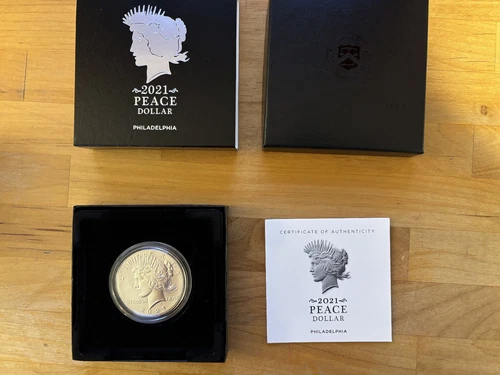 2021
PEACE
DOLLAR
PHILADELPHIA
CERTIFICATE OF AUTHENTICITY
2021
PEACE
DOLLAR
PHILADELPHIA